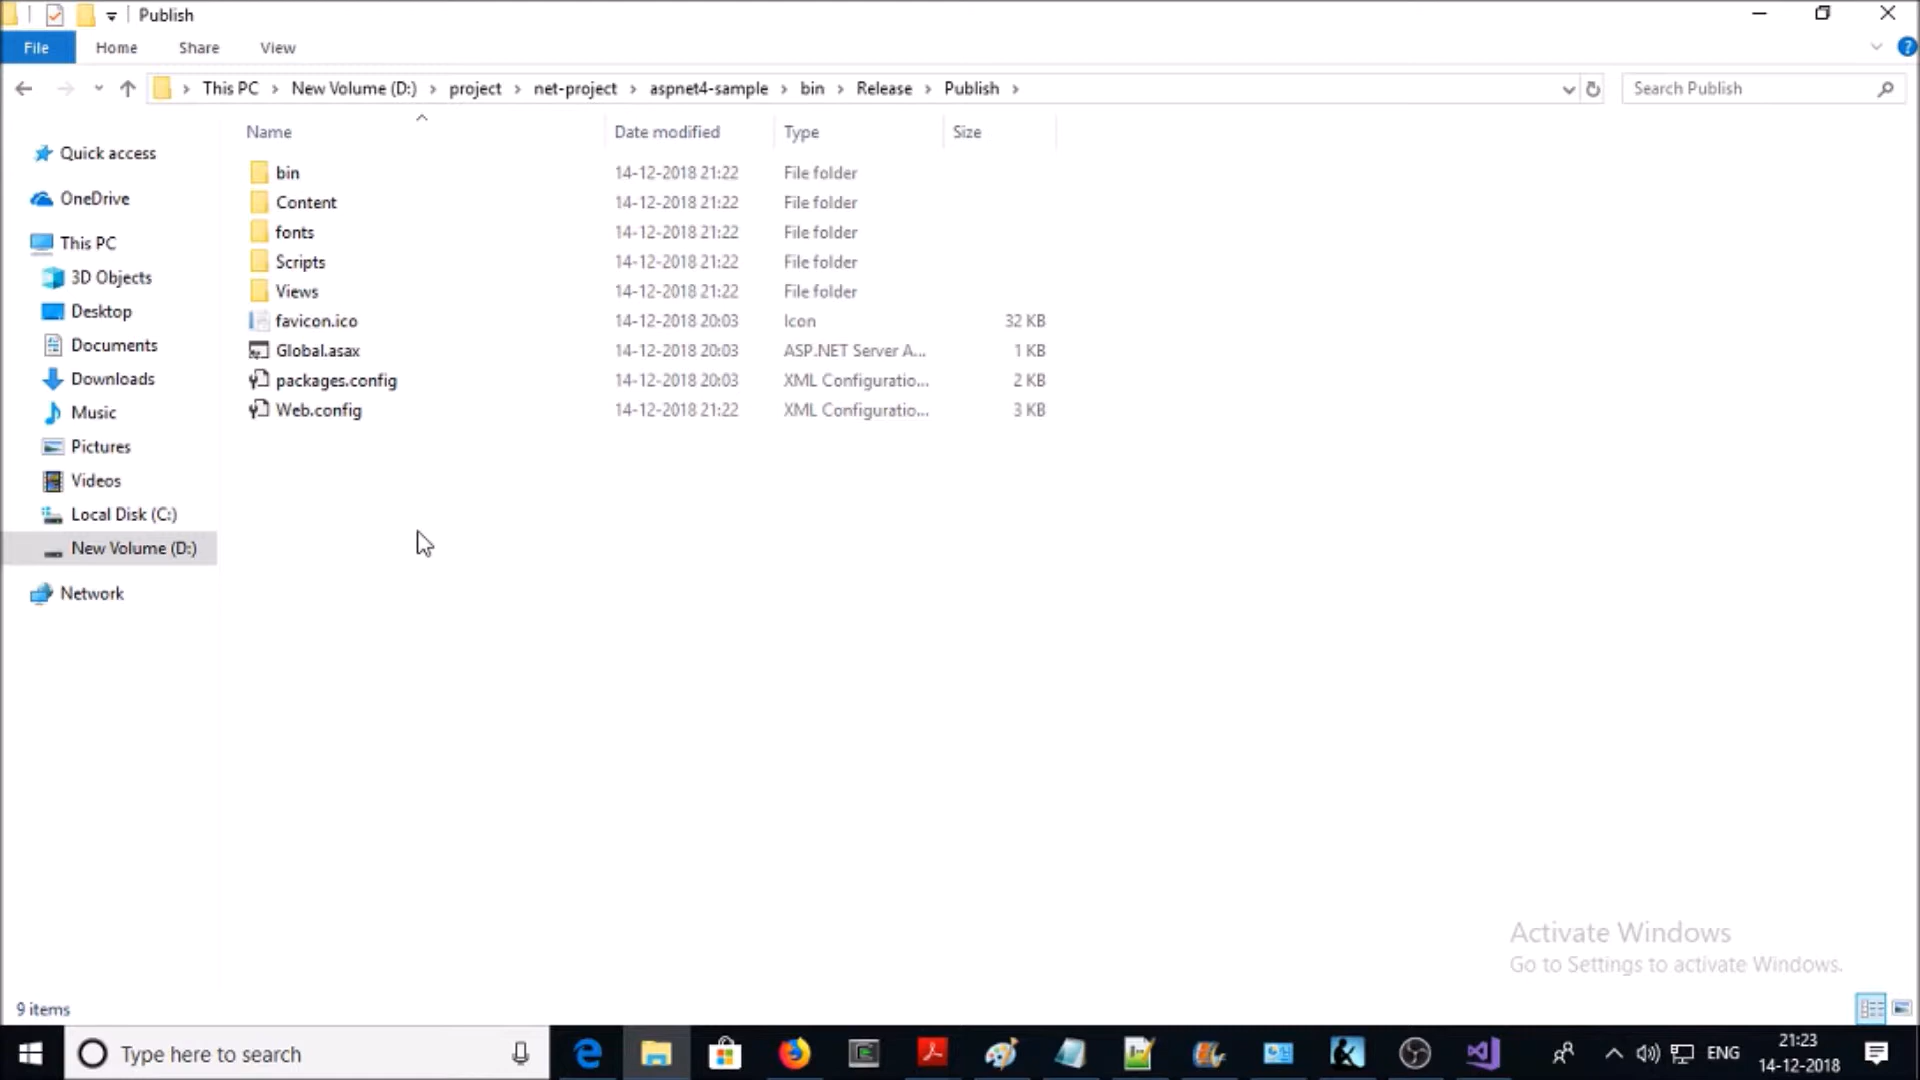 Publish
File Home Share View
This PC New Volume (D:) project net-project aspnet4-sample bin Release Publish Search Publish
Name Date modified Type Size
Quick access
OneDrive
This PC
3D Objects
Desktop
Documents
Downloads
Music
Pictures
Videos
Local Disk (C:)
New Volume (D:)
Network
bin 14-12-2018 21:22 File folder
Content 14-12-2018 21:22 File folder
fonts 14-12-2018 21:22 File folder
Scripts 14-12-2018 21:22 File folder
Views 14-12-2018 21:22 File folder
favicon.ico 14-12-2018 20:03 Icon 32 KB
Global.asax 14-12-2018 20:03 ASP.NET Server A... 1 KB
packages.config 14-12-2018 20:03 XML Configuratio... 2 KB
Web.config 14-12-2018 21:22 XML Configuratio... 3 KB
Activate Windows
Go to Settings to activate Windows.
9 items
Type here to search
ENG
21:23
14-12-2018